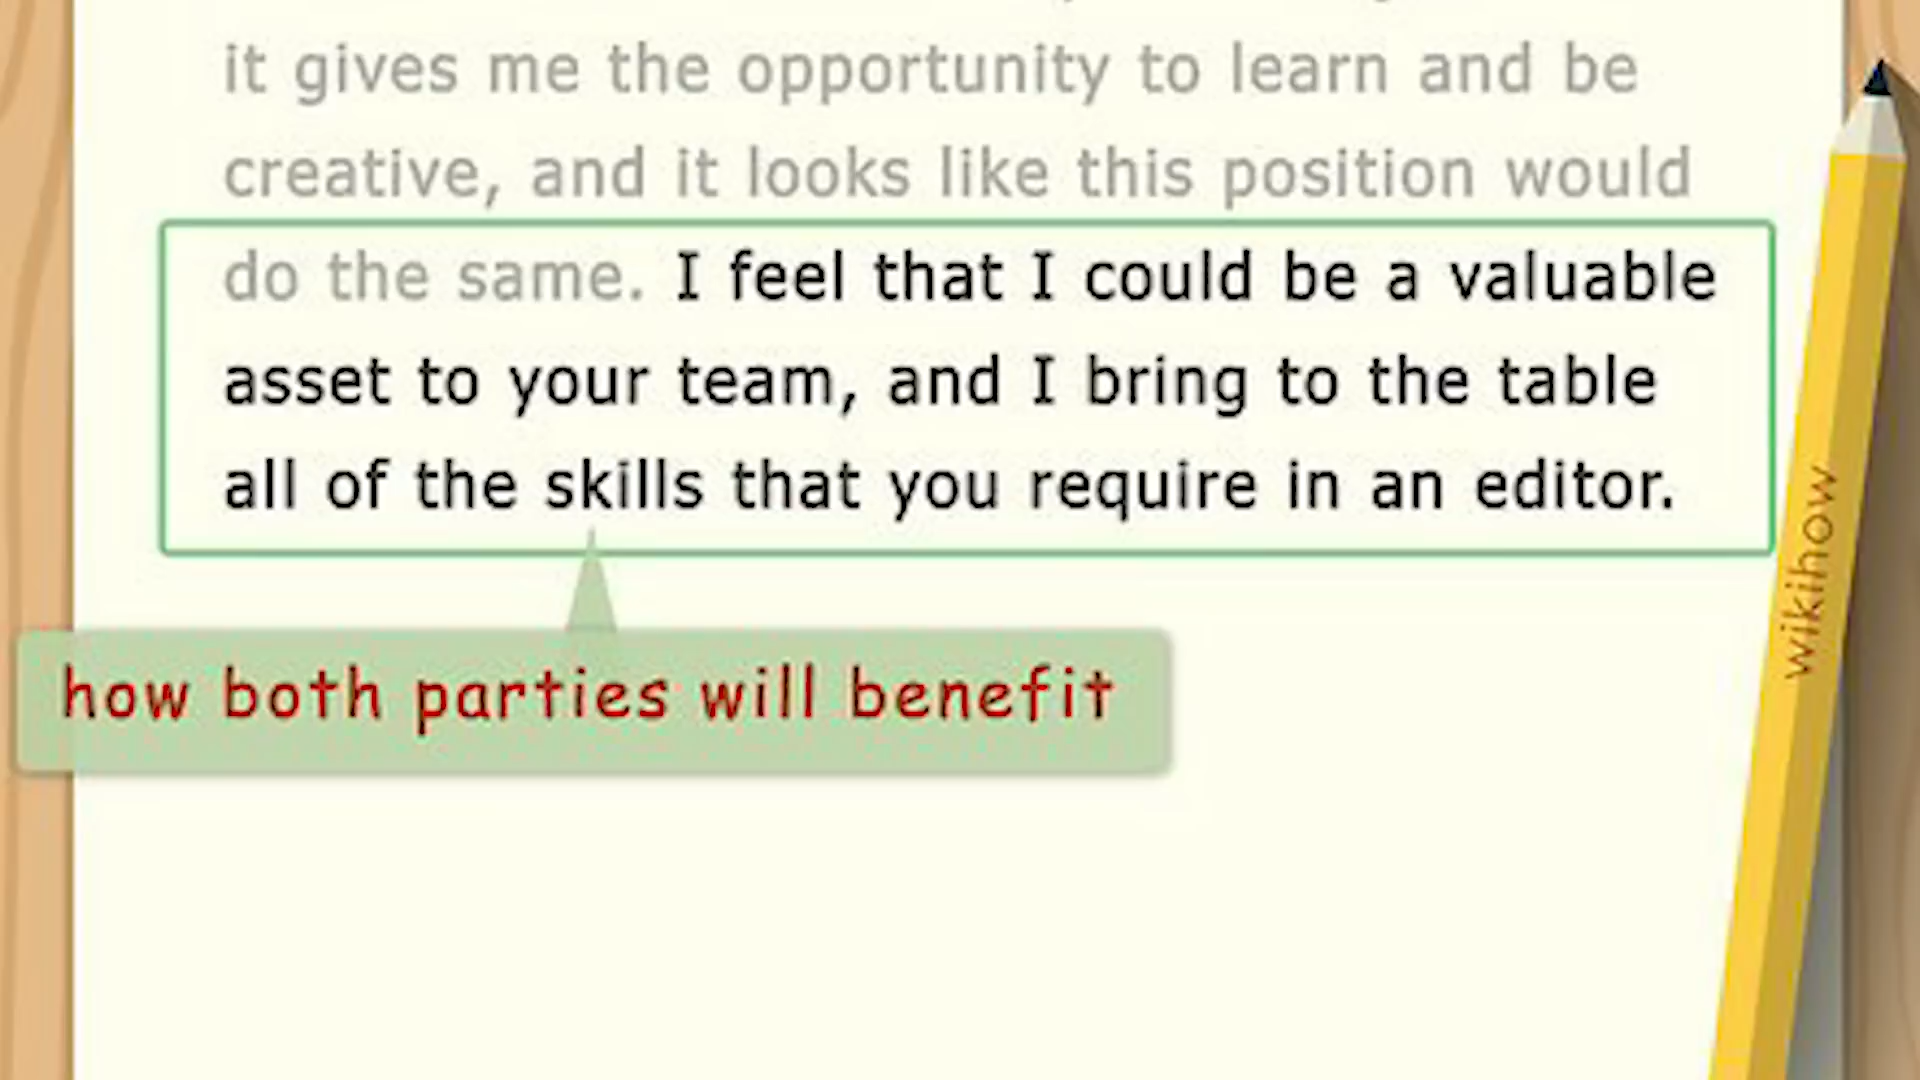 it gives me the opportunity to learn and be
creative, and it looks like this position would
do the same. I feel that I could be a valuable
asset to your team, and I bring to the table
all of the skills that you require in an editor.
how both parties will benefit
wikihow